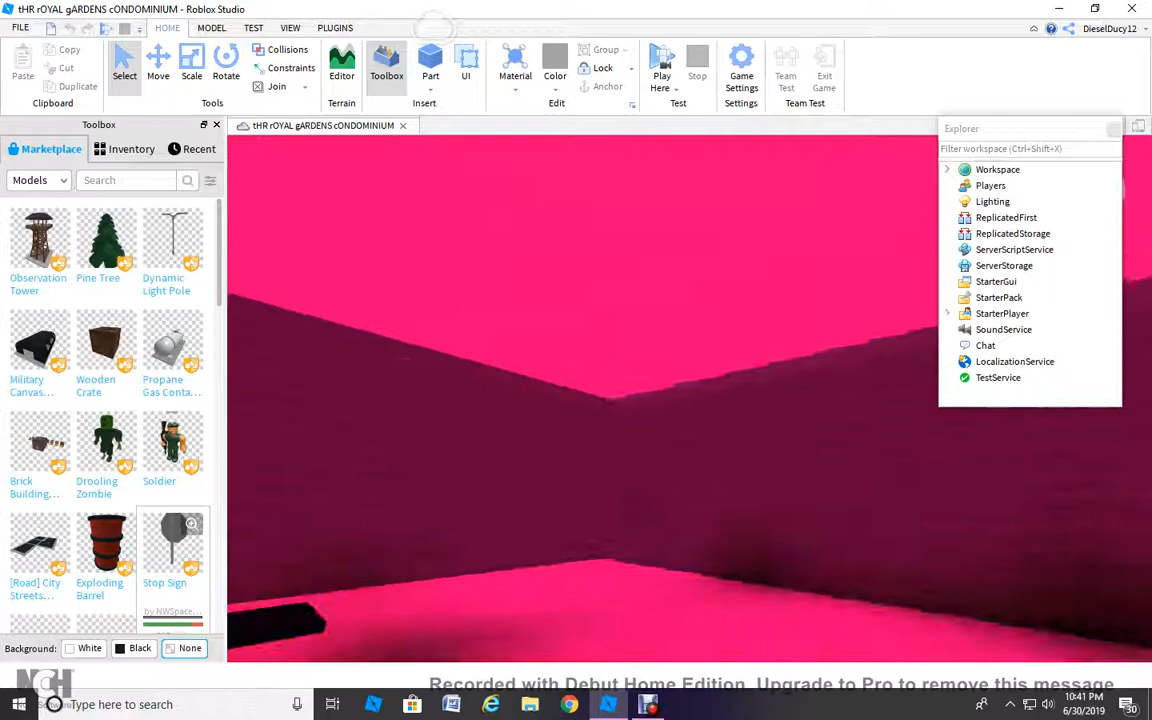 tHR rOYAL gARDENS cONDOMINIUM - Roblox Studio
FILE HOME MODEL TEST VIEW PLUGINS DieselDucy12
Paste Copy Cut Duplicate Clipboard
Select Move Scale Rotate Collisions Constraints Join Tools
Editor Terrain
Toolbox Part UI Insert
Material Color Group Lock Anchor Edit
Play Here Stop Test
Game Settings Settings
Team Test Exit Game Team Test
Toolbox
tHR rOYAL gARDENS cONDOMINIUM
Marketplace Inventory Recent
Models Search
Observation Tower
Pine Tree
Dynamic Light Pole
Military Canvas...
Wooden Crate
Propane Gas Conta...
Brick Building...
Drooling Zombie
Soldier
[Road] City Streets...
Exploding Barrel
Stop Sign
by NWSpace...
Background: White Black None
Explorer
Filter workspace (Ctrl+Shift+X)
Workspace
Players
Lighting
ReplicatedFirst
ReplicatedStorage
ServerScriptService
ServerStorage
StarterGui
StarterPack
StarterPlayer
SoundService
Chat
LocalizationService
TestService
NCH
Recorded with Debut Home Edition. Upgrade to Pro to remove this message
Type here to search
10:41 PM
6/30/2019
30